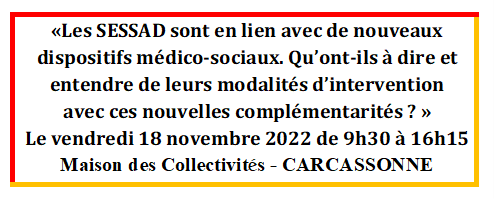 «Les SESSAD sont en lien avec de nouveaux
dispositifs médico-sociaux. Qu’ont-ils à dire et
entendre de leurs modalités d’intervention
avec ces nouvelles complémentarités ? »
Le vendredi 18 novembre 2022 de 9h30 à 16h15
Maison des Collectivités - CARCASSONNE